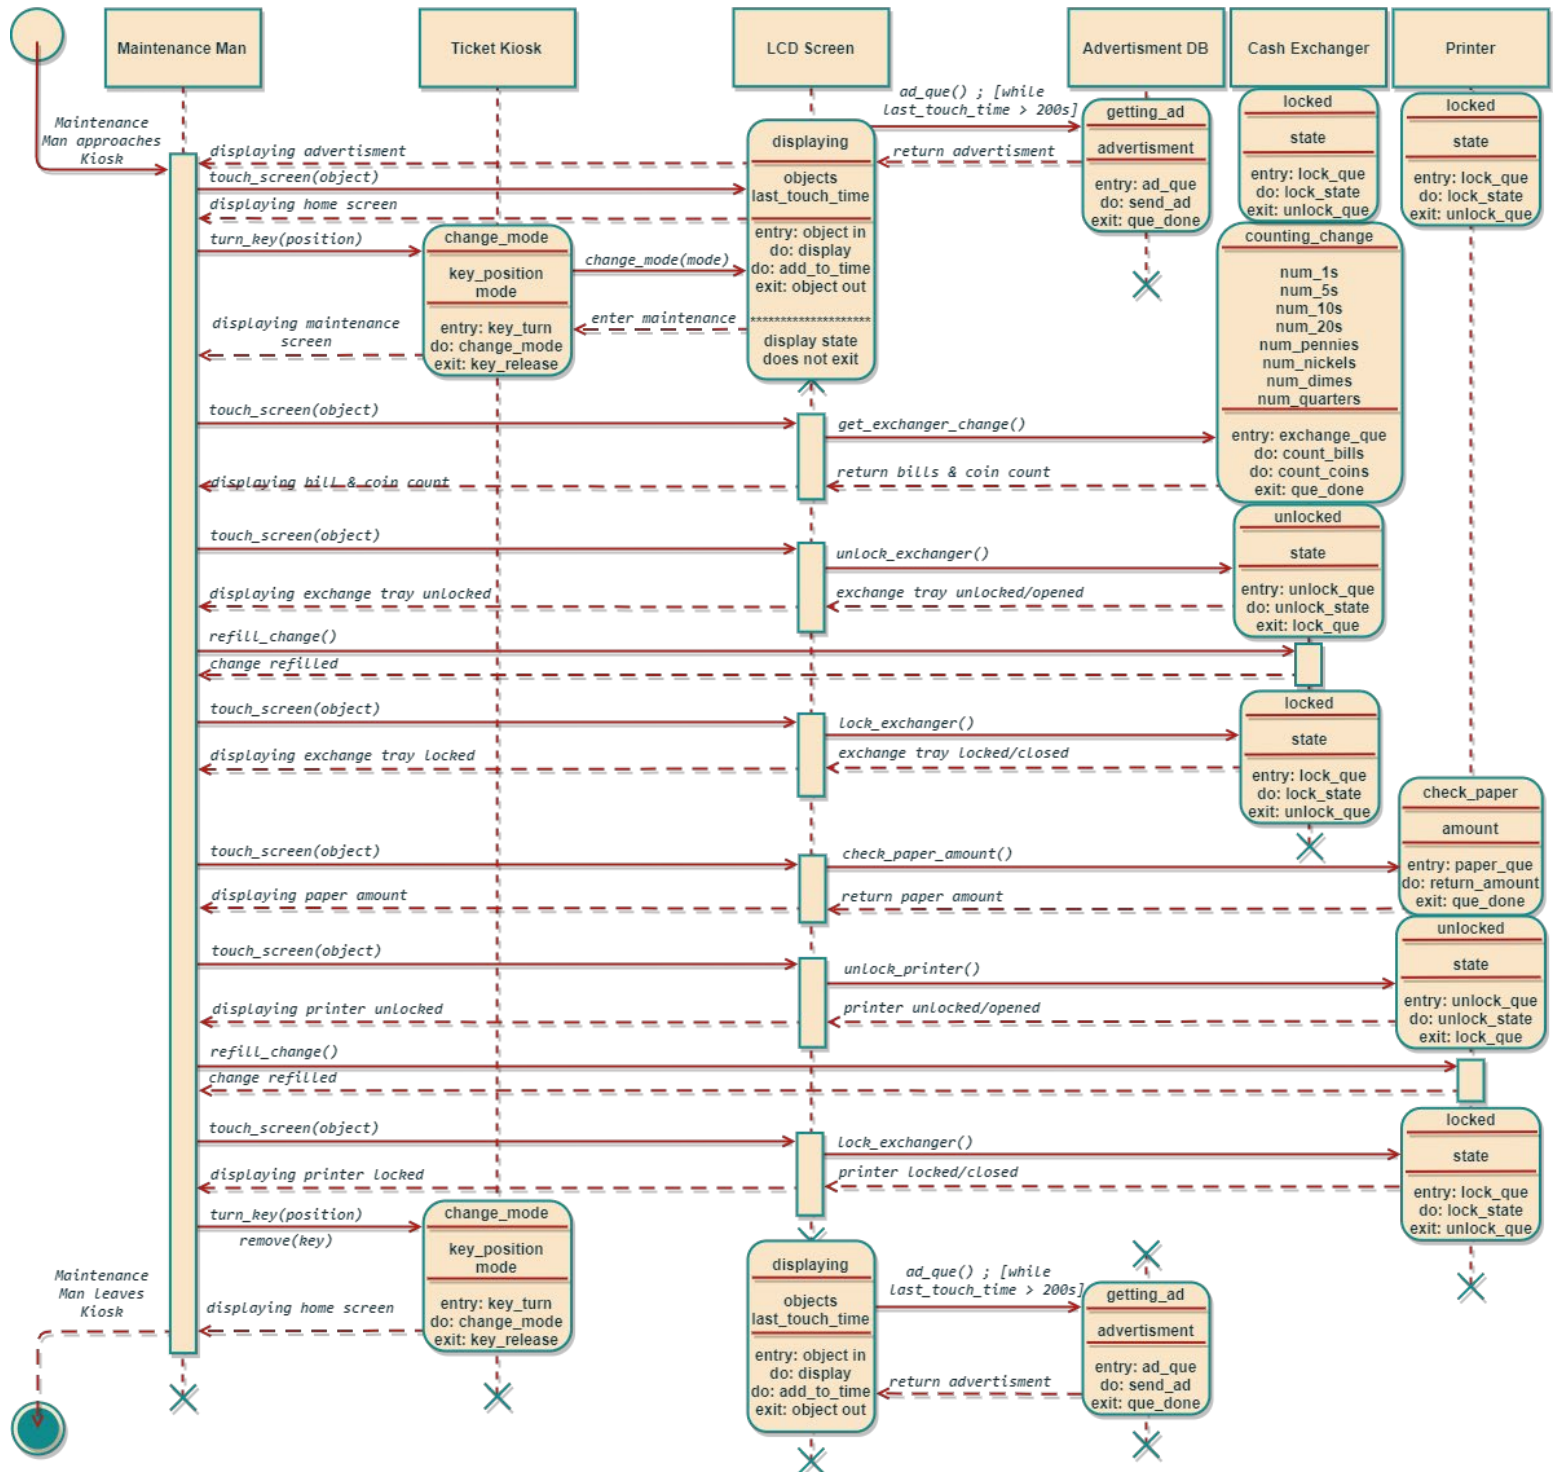 Maintenance Man
Ticket Kiosk
LCD Screen
Advertisment DB
Cash Exchanger
Printer
Maintenance
Man approaches
Kiosk
ad_que() ; [while
last_touch_time > 200s]
displaying advertisment
return advertisment
touch_screen(object)
displaying home screen
turn_key(position)
change_mode(mode)
enter maintenance
displaying maintenance
screen
displaying
objects
last_touch_time
entry: object in
do: display
do: add_to_time
exit: object out
********************
display state
does not exit
getting_ad
advertisment
entry: ad_que
do: send_ad
exit: que_done
locked
state
entry: lock_que
do: lock_state
exit: unlock_que
locked
state
entry: lock_que
do: lock_state
exit: unlock_que
change_mode
key_position
mode
entry: key_turn
do: change_mode
exit: key_release
counting_change
num_1s
num_5s
num_10s
num_20s
num_pennies
num_nickels
num_dimes
num_quarters
entry: exchange_que
do: count_bills
do: count_coins
exit: que_done
touch_screen(object)
get_exchanger_change()
return bills & coin count
displaying bill & coin count
touch_screen(object)
unlock_exchanger()
exchange tray unlocked/opened
displaying exchange tray unlocked
unlocked
state
entry: unlock_que
do: unlock_state
exit: lock_que
refill_change()
change refilled
touch_screen(object)
lock_exchanger()
exchange tray locked/closed
displaying exchange tray locked
locked
state
entry: lock_que
do: lock_state
exit: unlock_que
touch_screen(object)
check_paper_amount()
return paper amount
displaying paper amount
check_paper
amount
entry: paper_que
do: return_amount
exit: que_done
touch_screen(object)
unlock_printer()
printer unlocked/opened
displaying printer unlocked
unlocked
state
entry: unlock_que
do: unlock_state
exit: lock_que
refill_change()
change refilled
touch_screen(object)
lock_exchanger()
printer locked/closed
displaying printer locked
locked
state
entry: lock_que
do: lock_state
exit: unlock_que
turn_key(position)
remove(key)
change_mode
key_position
mode
entry: key_turn
do: change_mode
exit: key_release
displaying home screen
Maintenance
Man leaves
Kiosk
displaying
objects
last_touch_time
entry: object in
do: display
do: add_to_time
exit: object out
ad_que() ; [while
last_touch_time > 200s]
return advertisment
getting_ad
advertisment
entry: ad_que
do: send_ad
exit: que_done